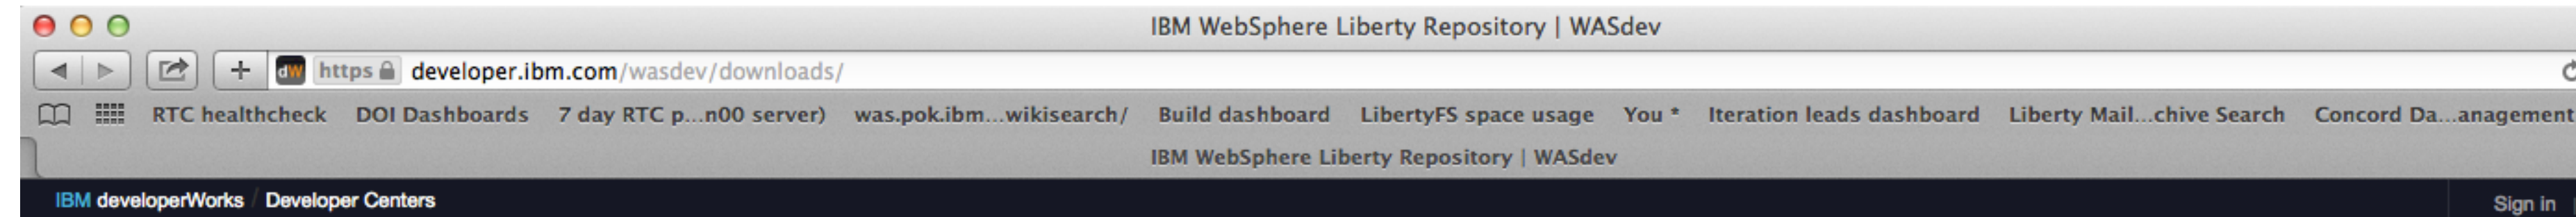 IBM WebSphere Liberty Repository | WASdev
dW https developer.ibm.com/wasdev/downloads/
RTC healthcheck DOI Dashboards 7 day RTC p...n00 server) was.pok.ibm...wikisearch/ Build dashboard LibertyFS space usage You * Iteration leads dashboard Liberty Mail...chive Search Concord Da...anagement
IBM WebSphere Liberty Repository | WASdev
IBM developerWorks / Developer Centers Sign in